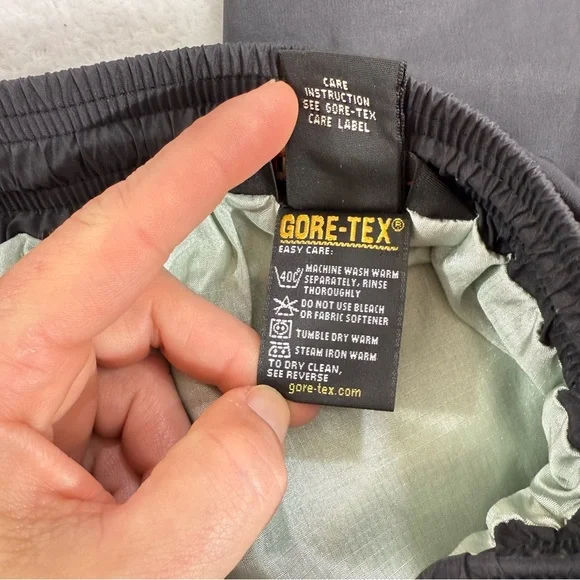 CARE
INSTRUCTION
SEE GORE-TEX
CARE LABEL
GORE-TEX®
EASY CARE:
40C MACHINE WASH WARM
SEPARATELY, RINSE
THOROUGHLY
DO NOT USE BLEACH
OR FABRIC SOFTENER
TUMBLE DRY WARM
STEAM IRON WARM
TO DRY CLEAN,
SEE REVERSE
gore-tex.com